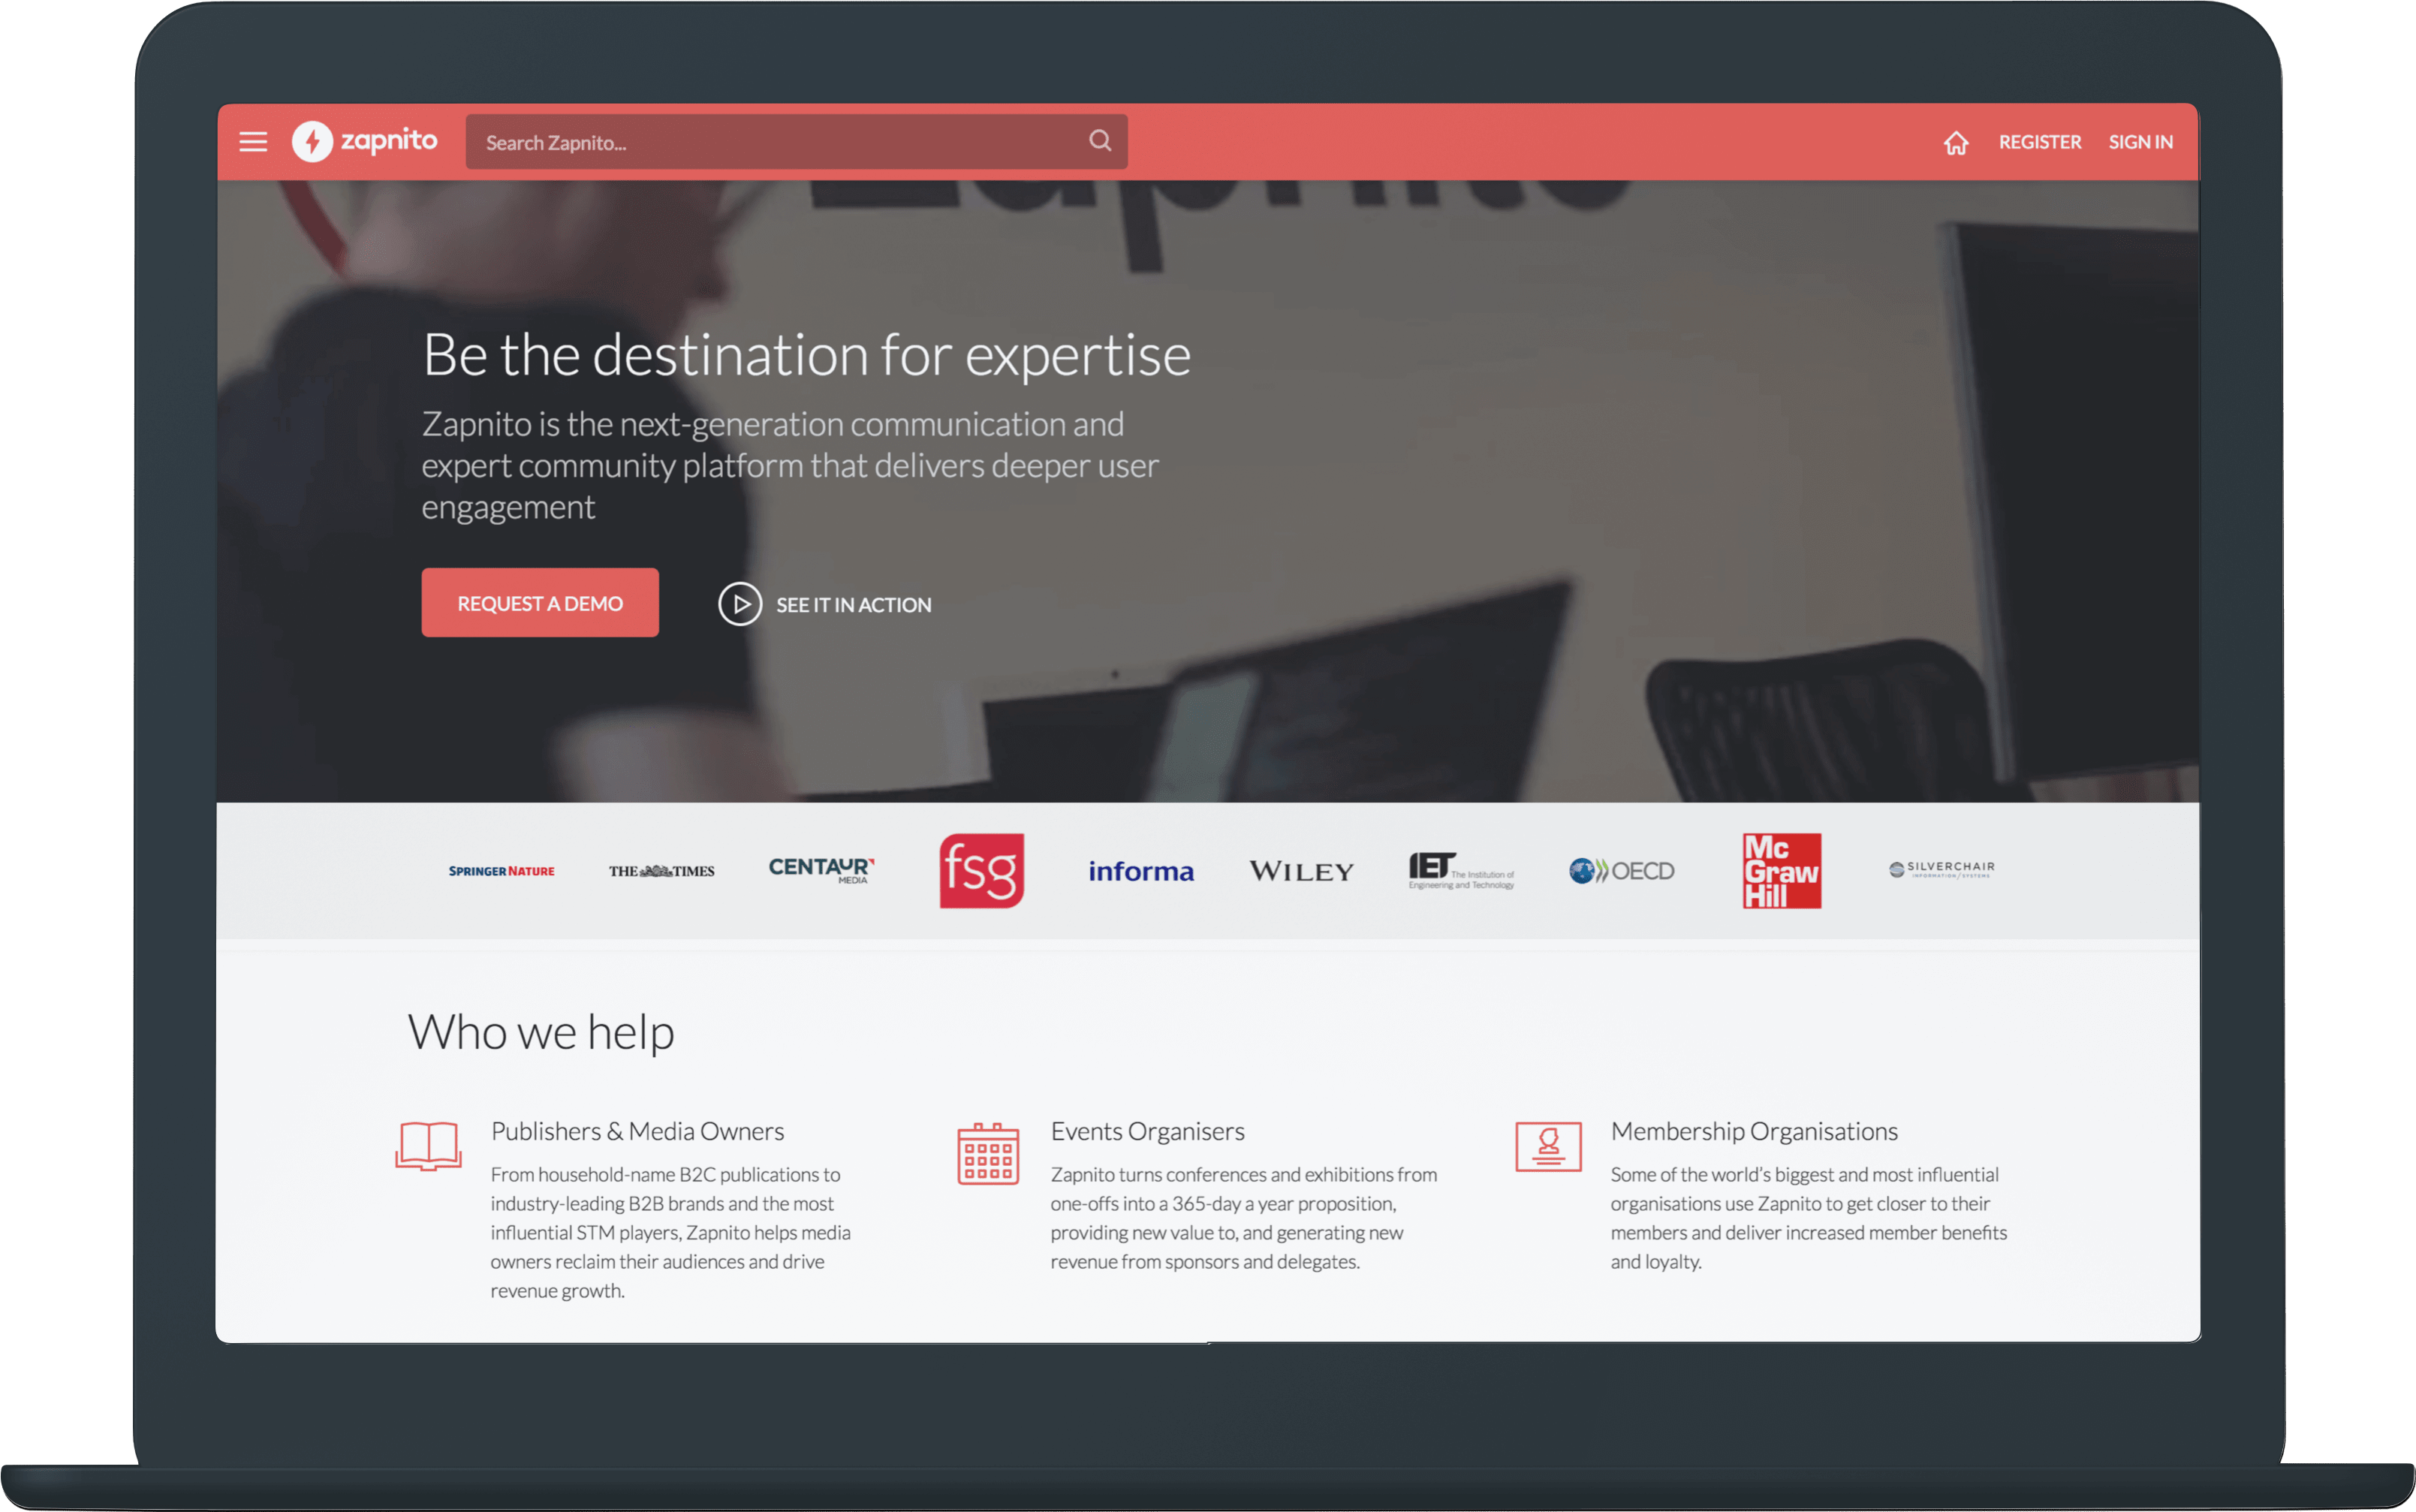 zapnito
Search Zapnito...
REGISTER
SIGN IN
zapnito
Be the destination for expertise
Zapnito is the next-generation communication and
expert community platform that delivers deeper user
engagement
REQUEST A DEMO
SEE IT IN ACTION
SPRINGER NATURE
THE TIMES
CENTAUR
MEDIA
fsg
informa
WILEY
IET The Institution of
Engineering and Technology
OECD
Mc
Graw
Hill
SILVERCHAIR
INFORMATION/SYSTEMS
Who we help
Publishers & Media Owners
From household-name B2C publications to
industry-leading B2B brands and the most
influential STM players, Zapnito helps media
owners reclaim their audiences and drive
revenue growth.
Events Organisers
Zapnito turns conferences and exhibitions from
one-offs into a 365-day a year proposition,
providing new value to, and generating new
revenue from sponsors and delegates.
Membership Organisations
Some of the world’s biggest and most influential
organisations use Zapnito to get closer to their
members and deliver increased member benefits
and loyalty.